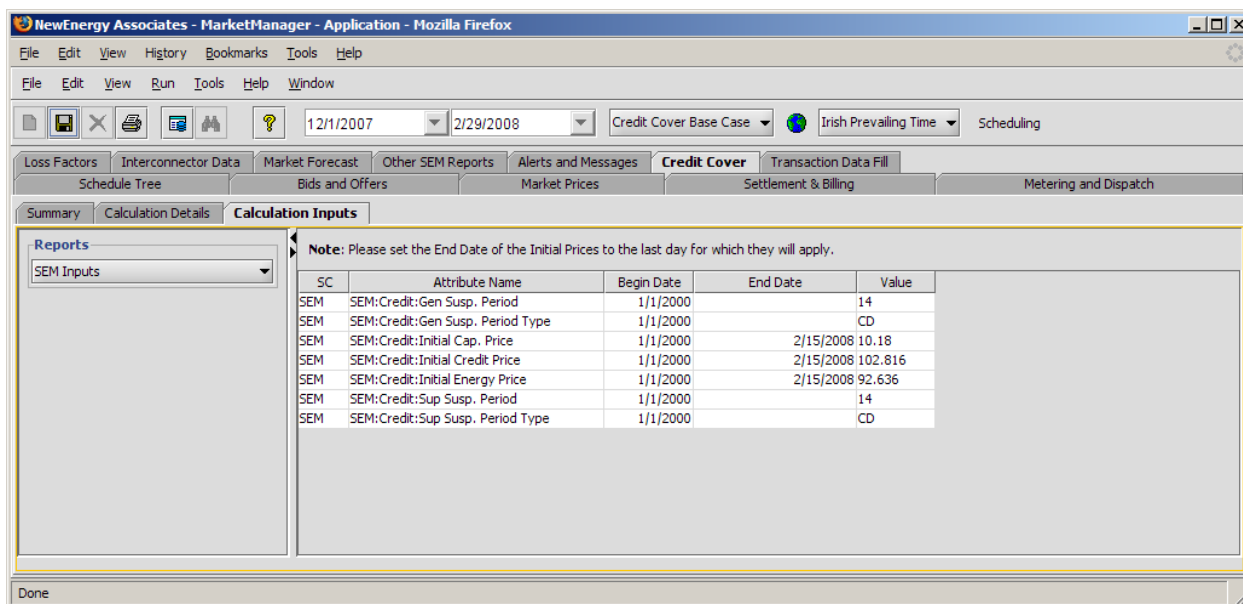 NewEnergy Associates - MarketManager - Application - Mozilla Firefox
File Edit View History Bookmarks Tools Help
File Edit View Run Tools Help Window
12/1/2007 2/29/2008 Credit Cover Base Case Irish Prevailing Time Scheduling
Loss Factors Interconnector Data Market Forecast Other SEM Reports Alerts and Messages Credit Cover Transaction Data Fill
Schedule Tree Bids and Offers Market Prices Settlement & Billing Metering and Dispatch
Summary Calculation Details Calculation Inputs
Reports
SEM Inputs
Note: Please set the End Date of the Initial Prices to the last day for which they will apply.
SC Attribute Name Begin Date End Date Value
SEM SEM:Credit:Gen Susp. Period 1/1/2000 14
SEM SEM:Credit:Gen Susp. Period Type 1/1/2000 CD
SEM SEM:Credit:Initial Cap. Price 1/1/2000 2/15/2008 10.18
SEM SEM:Credit:Initial Credit Price 1/1/2000 2/15/2008 102.816
SEM SEM:Credit:Initial Energy Price 1/1/2000 2/15/2008 92.636
SEM SEM:Credit:Sup Susp. Period 1/1/2000 14
SEM SEM:Credit:Sup Susp. Period Type 1/1/2000 CD
Done